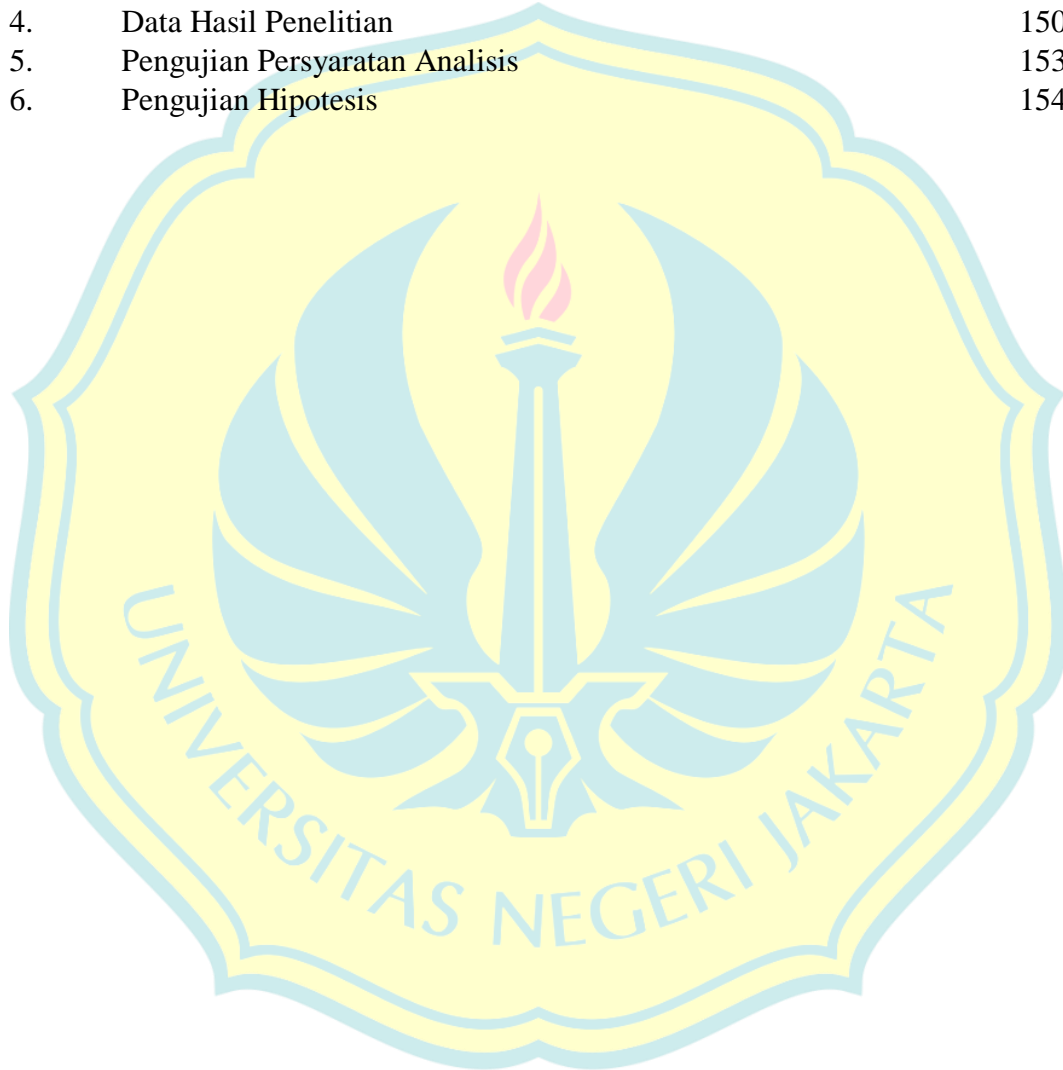 4. Data Hasil Penelitian 150
5. Pengujian Persyaratan Analisis 153
6. Pengujian Hipotesis 154
UNIVERSITAS NEGERI JAKARTA